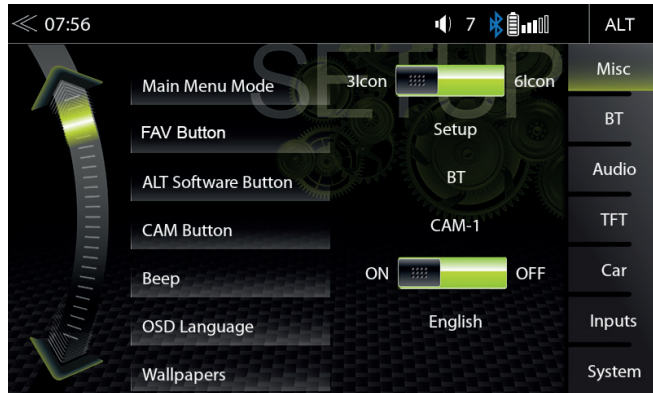 07:56 7 ALT
SETUP
Misc
Main Menu Mode 3Icon 6Icon
BT
FAV Button Setup
Audio
ALT Software Button BT
TFT
CAM Button CAM-1
Car
Beep ON OFF
Inputs
OSD Language English
System
Wallpapers